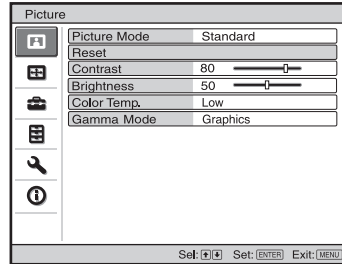 Picture
Picture Mode Standard
Reset
Contrast 80
Brightness 50
Color Temp. Low
Gamma Mode Graphics
Sel: Set: ENTER Exit: MENU